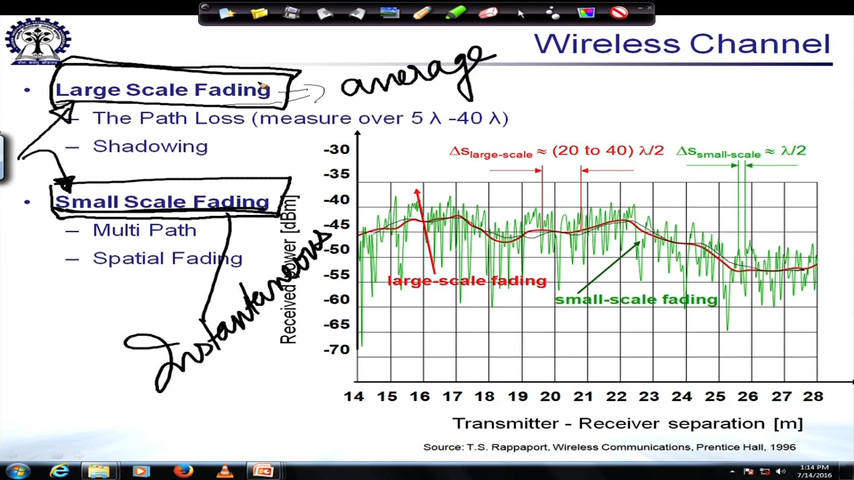 Wireless Channel
• Large Scale Fading
average
– The Path Loss (measure over 5 λ -40 λ)
– Shadowing
• Small Scale Fading
– Multi Path
– Spatial Fading
Instantaneous
Δs large-scale ≈ (20 to 40) λ/2
Δs small-scale ≈ λ/2
-30
-35
-40
-45
-50
-55
-60
-65
-70
Received Power [dBm]
large-scale fading
small-scale fading
14 15 16 17 18 19 20 21 22 23 24 25 26 27 28
Transmitter - Receiver separation [m]
Source: T.S. Rappaport, Wireless Communications, Prentice Hall, 1996
1:14 PM
7/14/2016